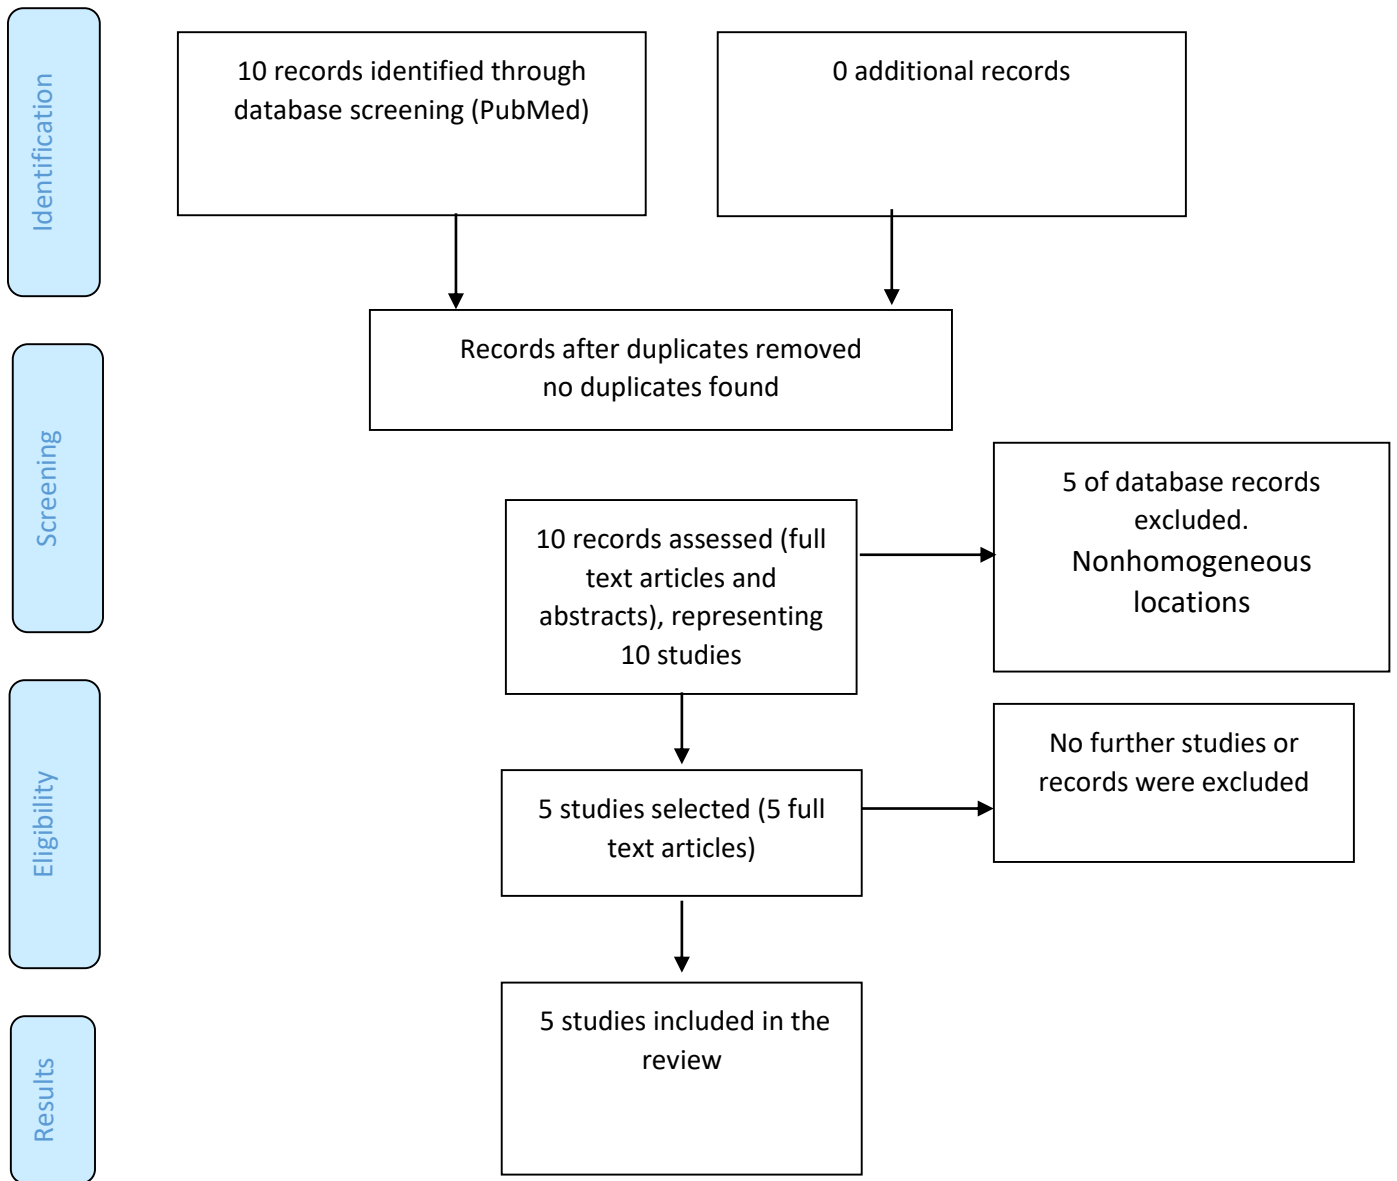 Identification
10 records identified through
database screening (PubMed)
0 additional records
Records after duplicates removed
no duplicates found
Screening
10 records assessed (full
text articles and
abstracts), representing
10 studies
5 of database records
excluded.
Nonhomogeneous
locations
Eligibility
5 studies selected (5 full
text articles)
No further studies or
records were excluded
Results
5 studies included in the
review